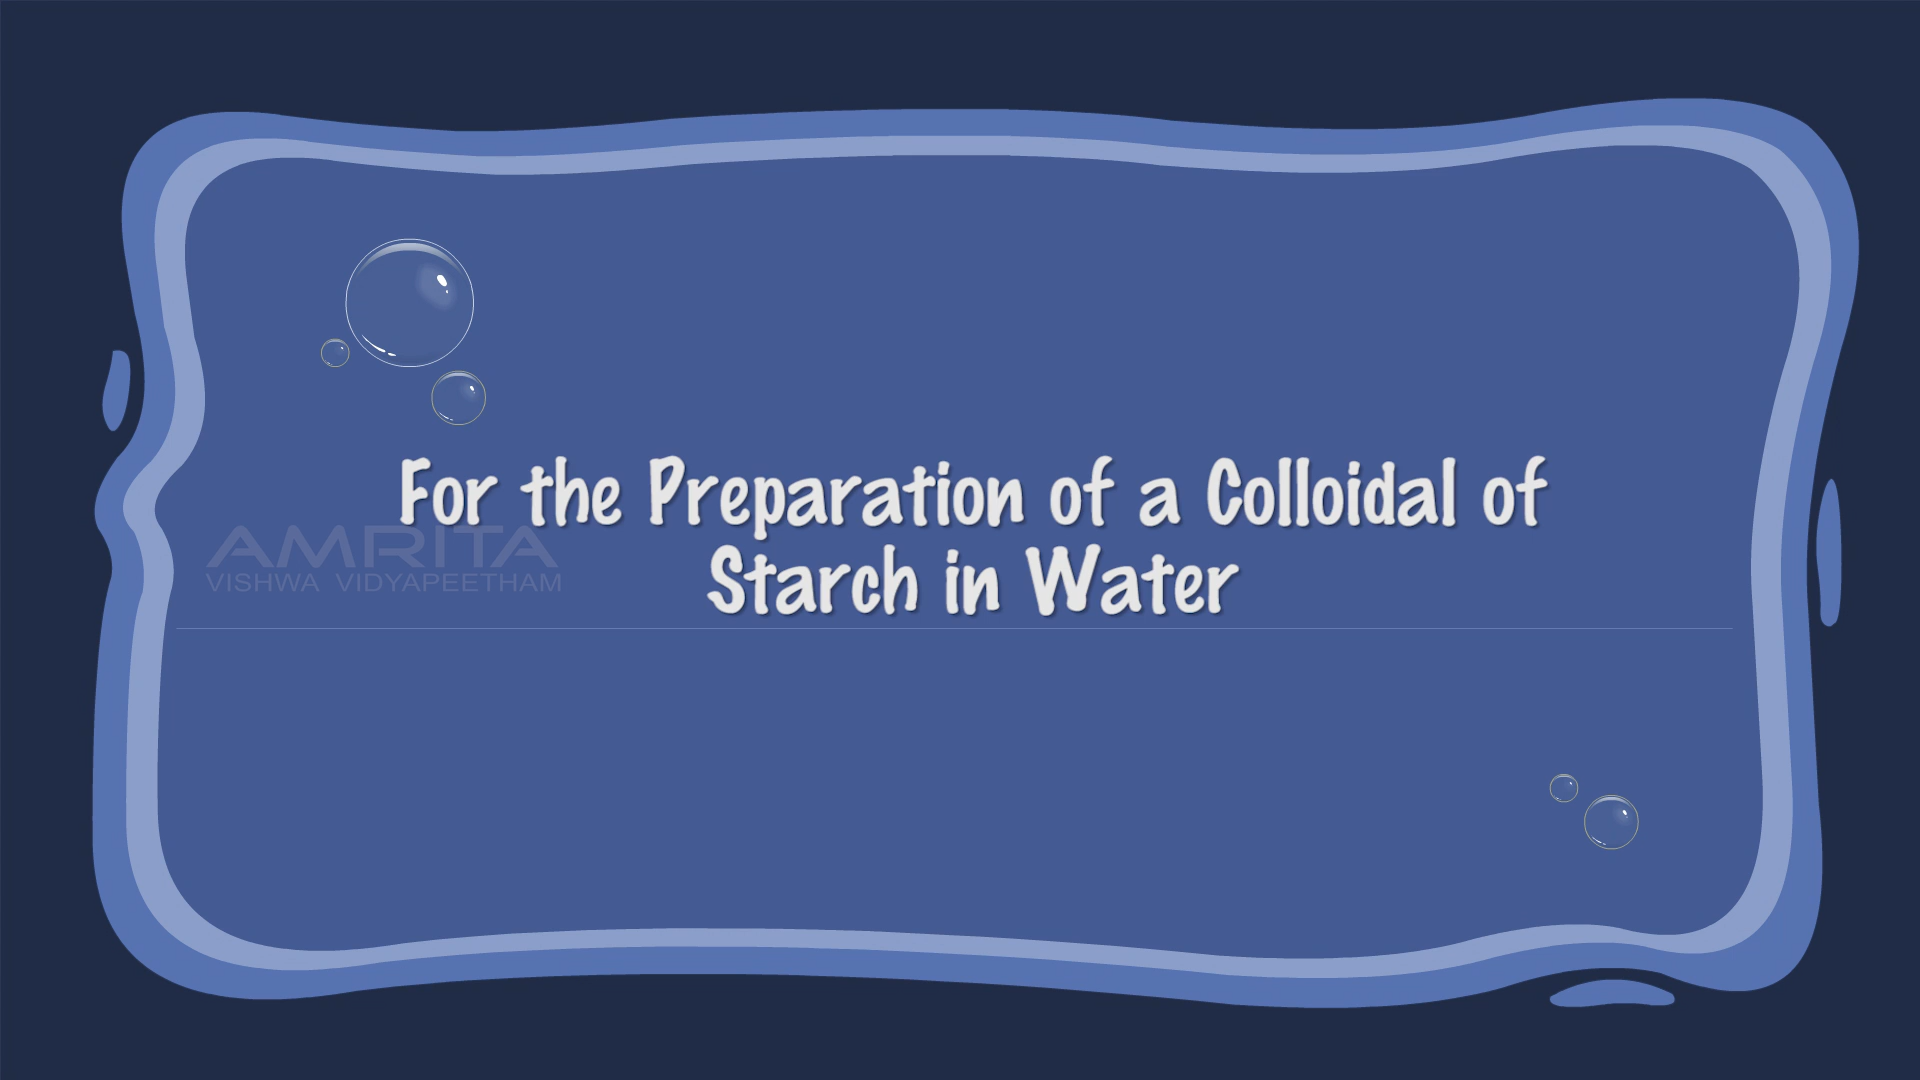 For the Preparation of a Colloidal of
Starch in Water
AMRITA
VISHWA VIDYAPEETHAM